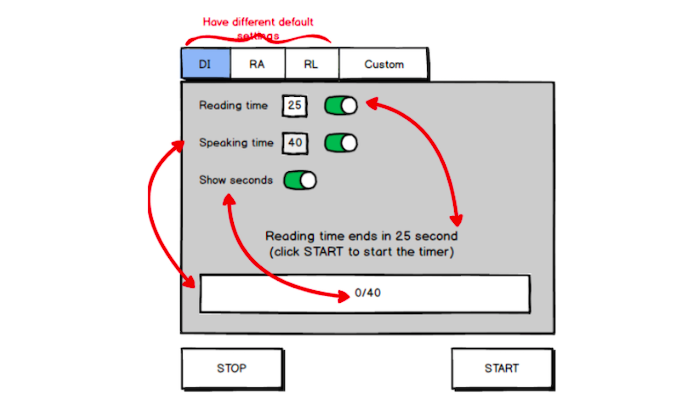 Have different default
settings
DI RA RL Custom
Reading time 25
Speaking time 40
Show seconds
Reading time ends in 25 second
(click START to start the timer)
0/40
STOP START